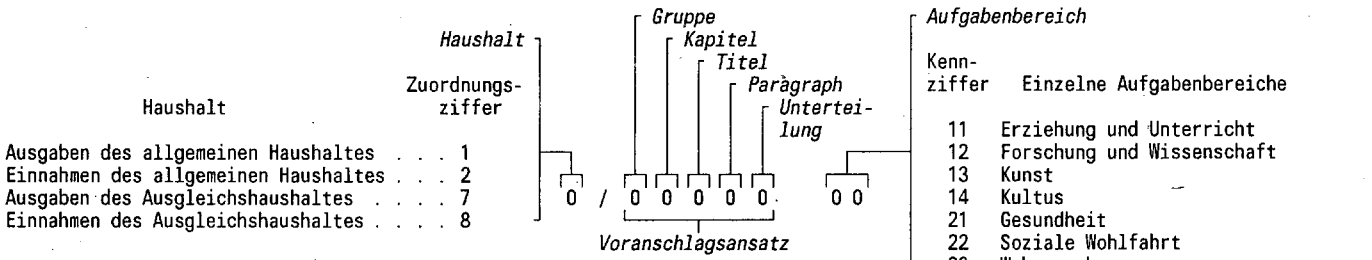 Gruppe
Haushalt
Kapitel
Titel
Paragraph
Unterteilung
Haushalt
Zuordnungs-
ziffer
Ausgaben des allgemeinen Haushaltes . . . 1
Einnahmen des allgemeinen Haushaltes . . . 2
Ausgaben des Ausgleichshaushaltes . . . . 7
Einnahmen des Ausgleichshaushaltes . . . . 8
0 / 0 0 0 0 0. 0 0
Voranschlagsansatz
Aufgabenbereich
Kenn-
ziffer Einzelne Aufgabenbereiche
11 Erziehung und Unterricht
12 Forschung und Wissenschaft
13 Kunst
14 Kultus
21 Gesundheit
22 Soziale Wohlfahrt